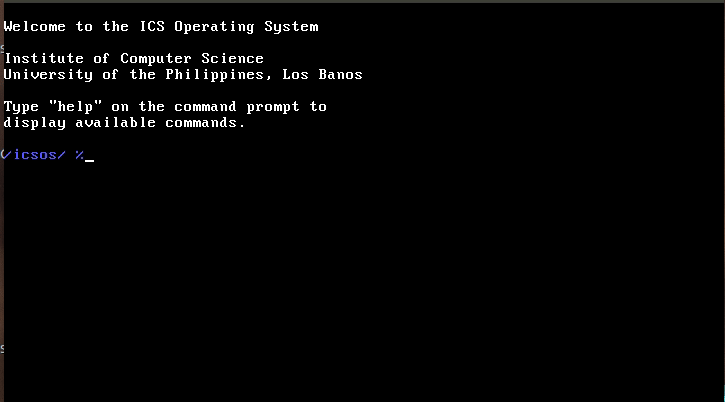 Welcome to the ICS Operating System
Institute of Computer Science
University of the Philippines, Los Banos
Type "help" on the command prompt to
display available commands.
/icsos/ %_